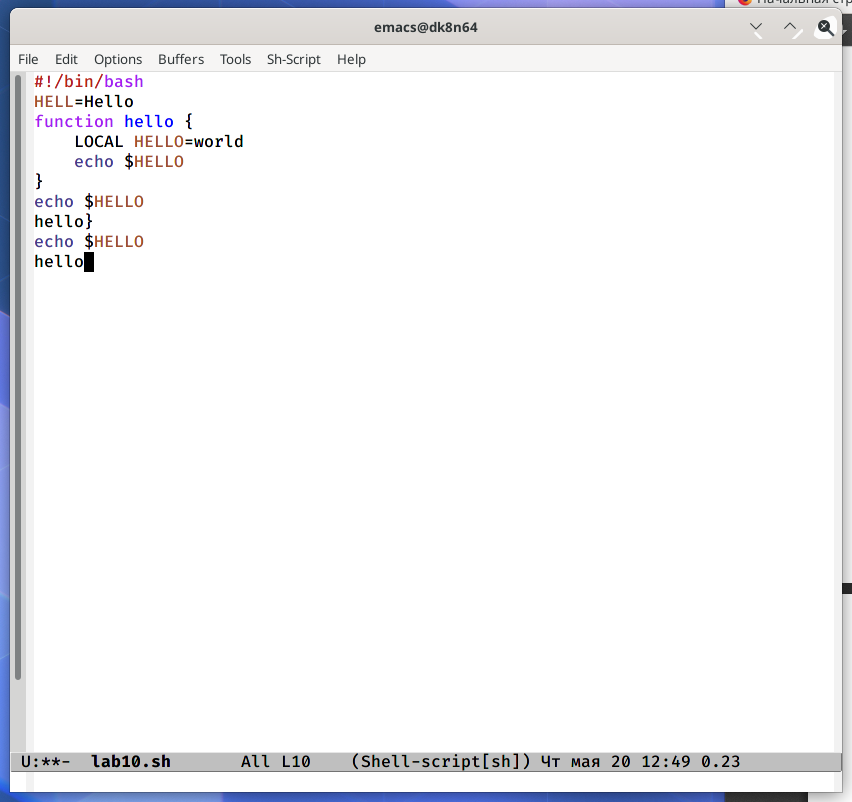 Начальная стр
emacs@dk8n64
File Edit Options Buffers Tools Sh-Script Help
#!/bin/bash
HELL=Hello
function hello {
    LOCAL HELLO=world
    echo $HELLO
}
echo $HELLO
hello}
echo $HELLO
hello
U:**-  lab10.sh       All L10    (Shell-script[sh]) Чт мая 20 12:49 0.23